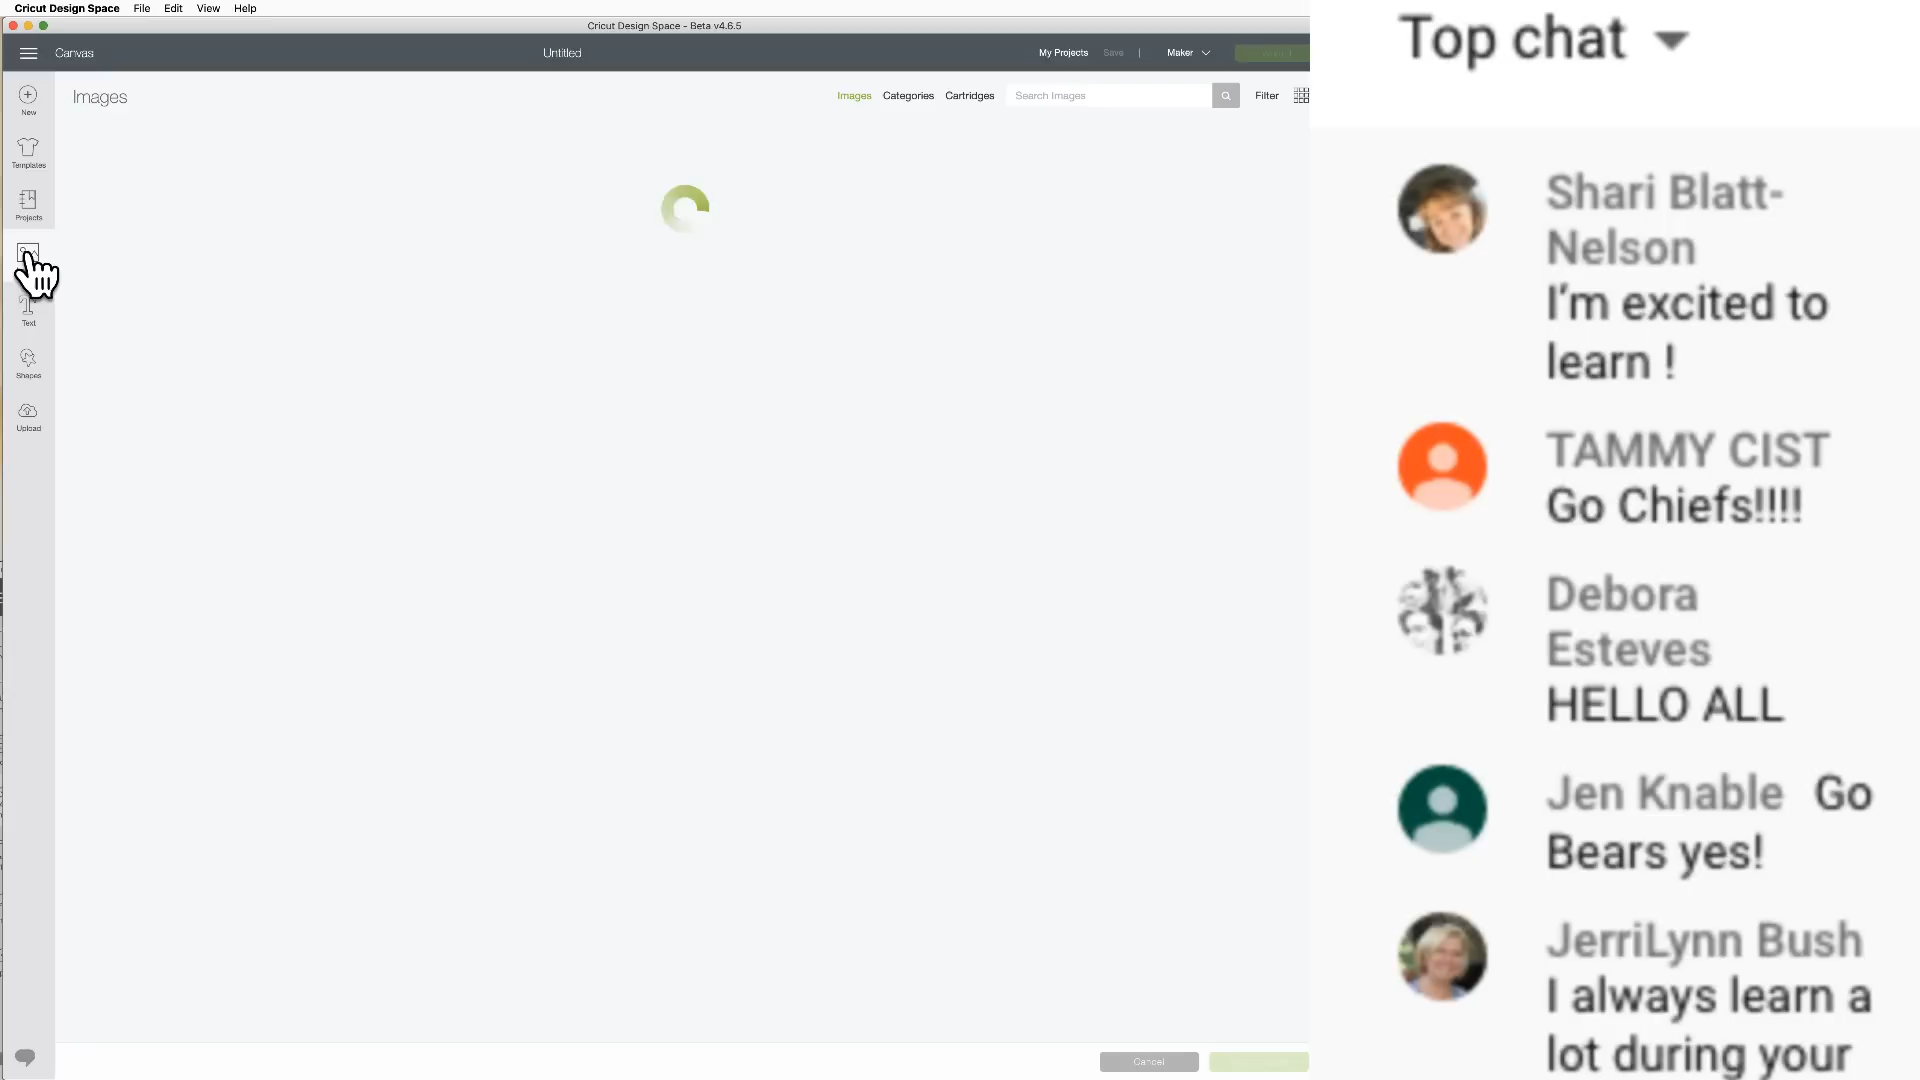 Cricut Design Space File Edit View Help
Cricut Design Space - Beta v4.6.5
Canvas
Untitled
My Projects Save | Maker
Images
Images Categories Cartridges Search Images Filter
New
Templates
Projects
Text
Shapes
Upload
Cancel
Top chat
Shari Blatt-
Nelson
I'm excited to
learn !
TAMMY CIST
Go Chiefs!!!!
Debora
Esteves
HELLO ALL
Jen Knable Go
Bears yes!
JerriLynn Bush
I always learn a
lot during your